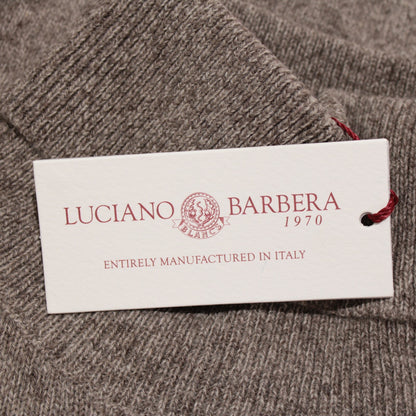 LUCIANO BARBERA
1970
ENTIRELY MANUFACTURED IN ITALY